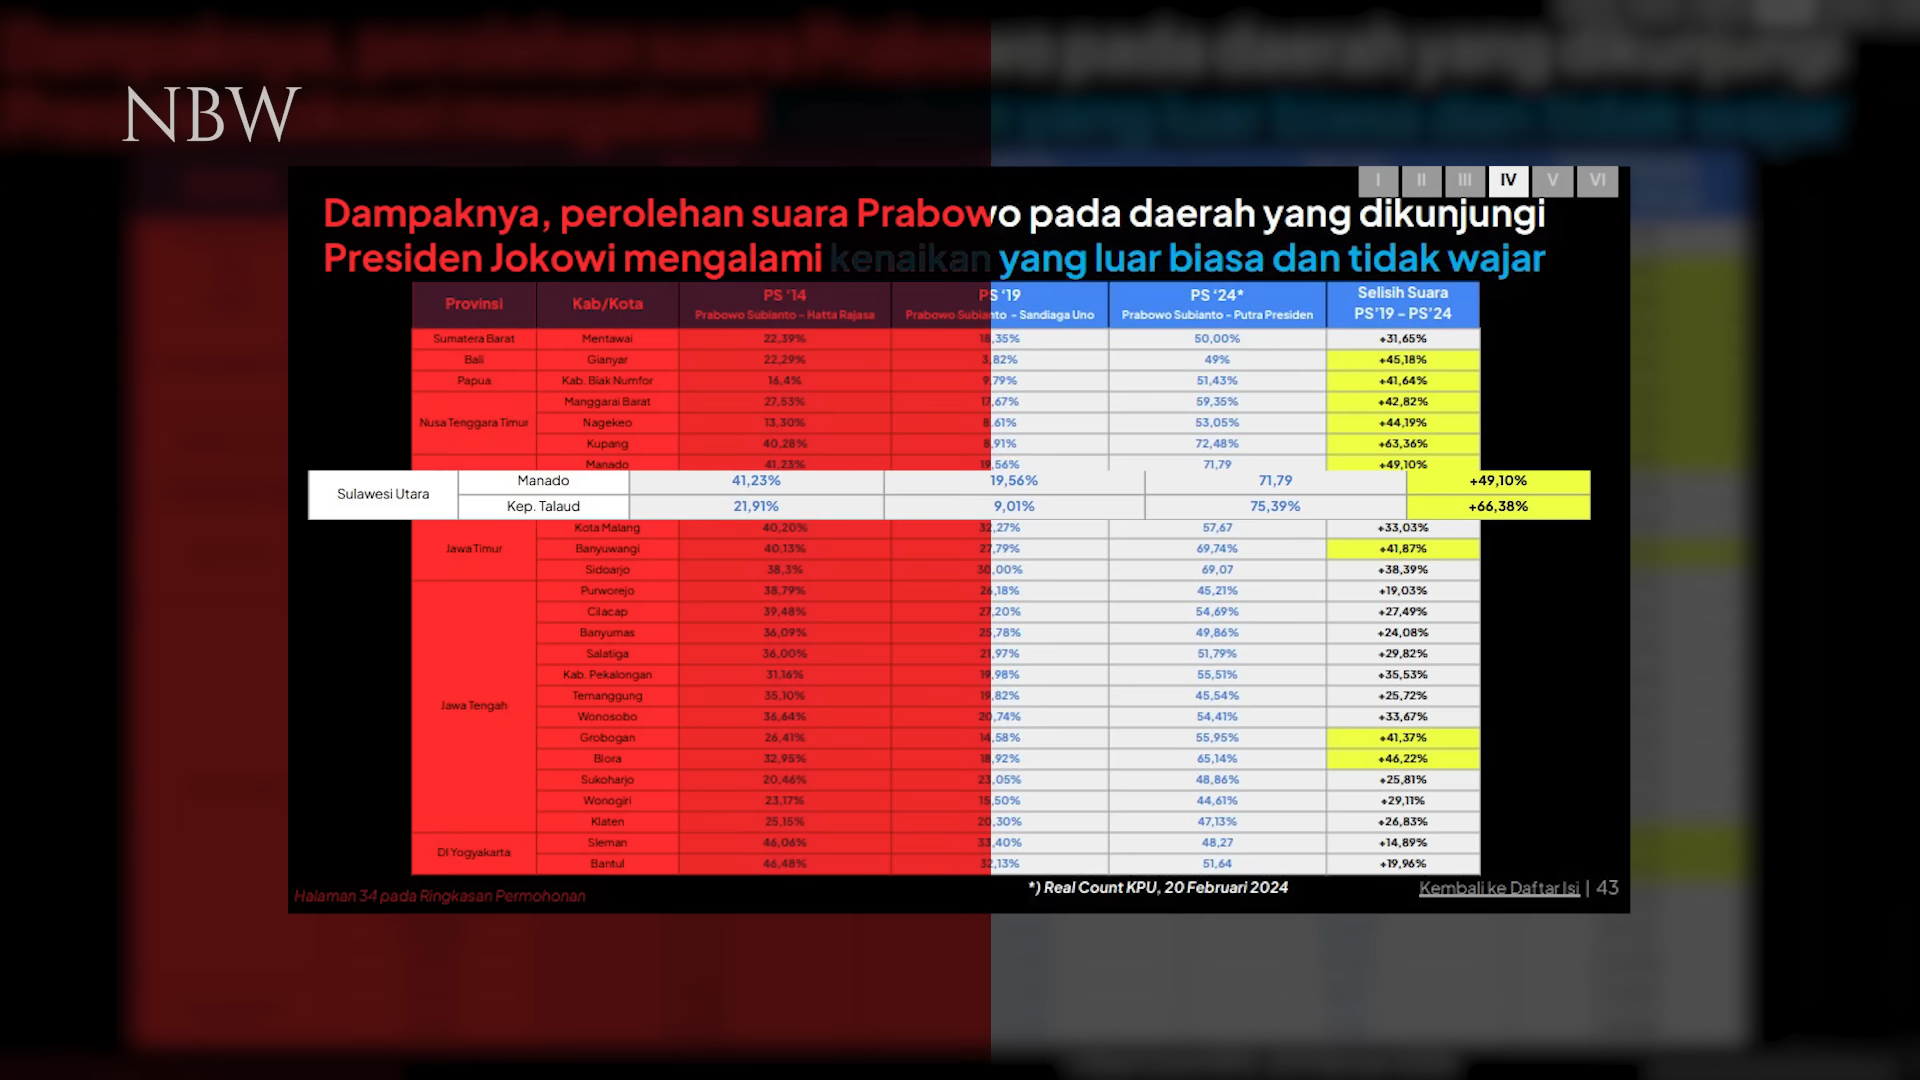 NBW
I II III IV V VI
Dampaknya, perolehan suara Prabowo pada daerah yang dikunjungi
Presiden Jokowi mengalami kenaikan yang luar biasa dan tidak wajar
Provinsi Kab/Kota PS '14 PS '19 PS '24* Selisih Suara
Prabowo Subianto - Hatta Rajasa Prabowo Subianto - Sandiaga Uno Prabowo Subianto - Putra Presiden PS'19 - PS'24
Sumatera Barat Mentawai 22,39% 18,35% 50,00% +31,65%
Bali Gianyar 22,29% 3,82% 49% +45,18%
Papua Kab. Biak Numfor 16,4% 9,79% 51,43% +41,64%
Manggarai Barat 27,53% 17,67% 59,35% +42,82%
Nusa Tenggara Timur Nagekeo 13,30% 8,61% 53,05% +44,19%
Kupang 40,28% 8,91% 72,48% +63,36%
Manado 41,23% 19,56% 71,79 +49,10%
Sulawesi Utara Manado 41,23% 19,56% 71,79 +49,10%
Kep. Talaud 21,91% 9,01% 75,39% +66,38%
Kota Malang 40,20% 32,27% 57,67 +33,03%
Jawa Timur Banyuwangi 40,13% 27,79% 69,74% +41,87%
Sidoarjo 38,3% 30,00% 69,07 +38,39%
Purworejo 38,79% 26,18% 45,21% +19,03%
Cilacap 39,48% 27,20% 54,69% +27,49%
Banyumas 36,09% 25,78% 49,86% +24,08%
Salatiga 36,00% 21,97% 51,79% +29,82%
Kab. Pekalongan 31,16% 19,98% 55,51% +35,53%
Temanggung 35,10% 19,82% 45,54% +25,72%
Jawa Tengah Wonosobo 36,64% 20,74% 54,41% +33,67%
Grobogan 26,41% 14,58% 55,95% +41,37%
Blora 32,95% 18,92% 65,14% +46,22%
Sukoharjo 20,46% 23,05% 48,86% +25,81%
Wonogiri 23,17% 15,50% 44,61% +29,11%
Klaten 25,15% 20,30% 47,13% +26,83%
DI Yogyakarta Sleman 46,06% 33,40% 48,27 +14,89%
Bantul 46,48% 32,13% 51,64 +19,96%
Halaman 34 pada Ringkasan Permohonan *) Real Count KPU, 20 Februari 2024 Kembali ke Daftar Isi | 43